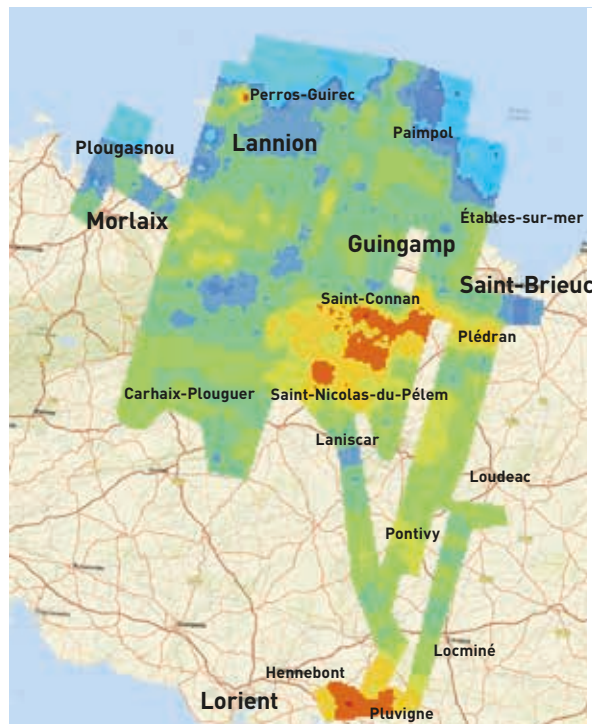 Perros-Guirec
Lannion
Paimpol
Plougasnou
Morlaix
Étables-sur-mer
Guingamp
Saint-Brieuc
Saint-Connan
Plédran
Carhaix-Plouguer
Saint-Nicolas-du-Pélem
Laniscar
Loudeac
Pontivy
Locminé
Hennebont
Lorient
Pluvigne